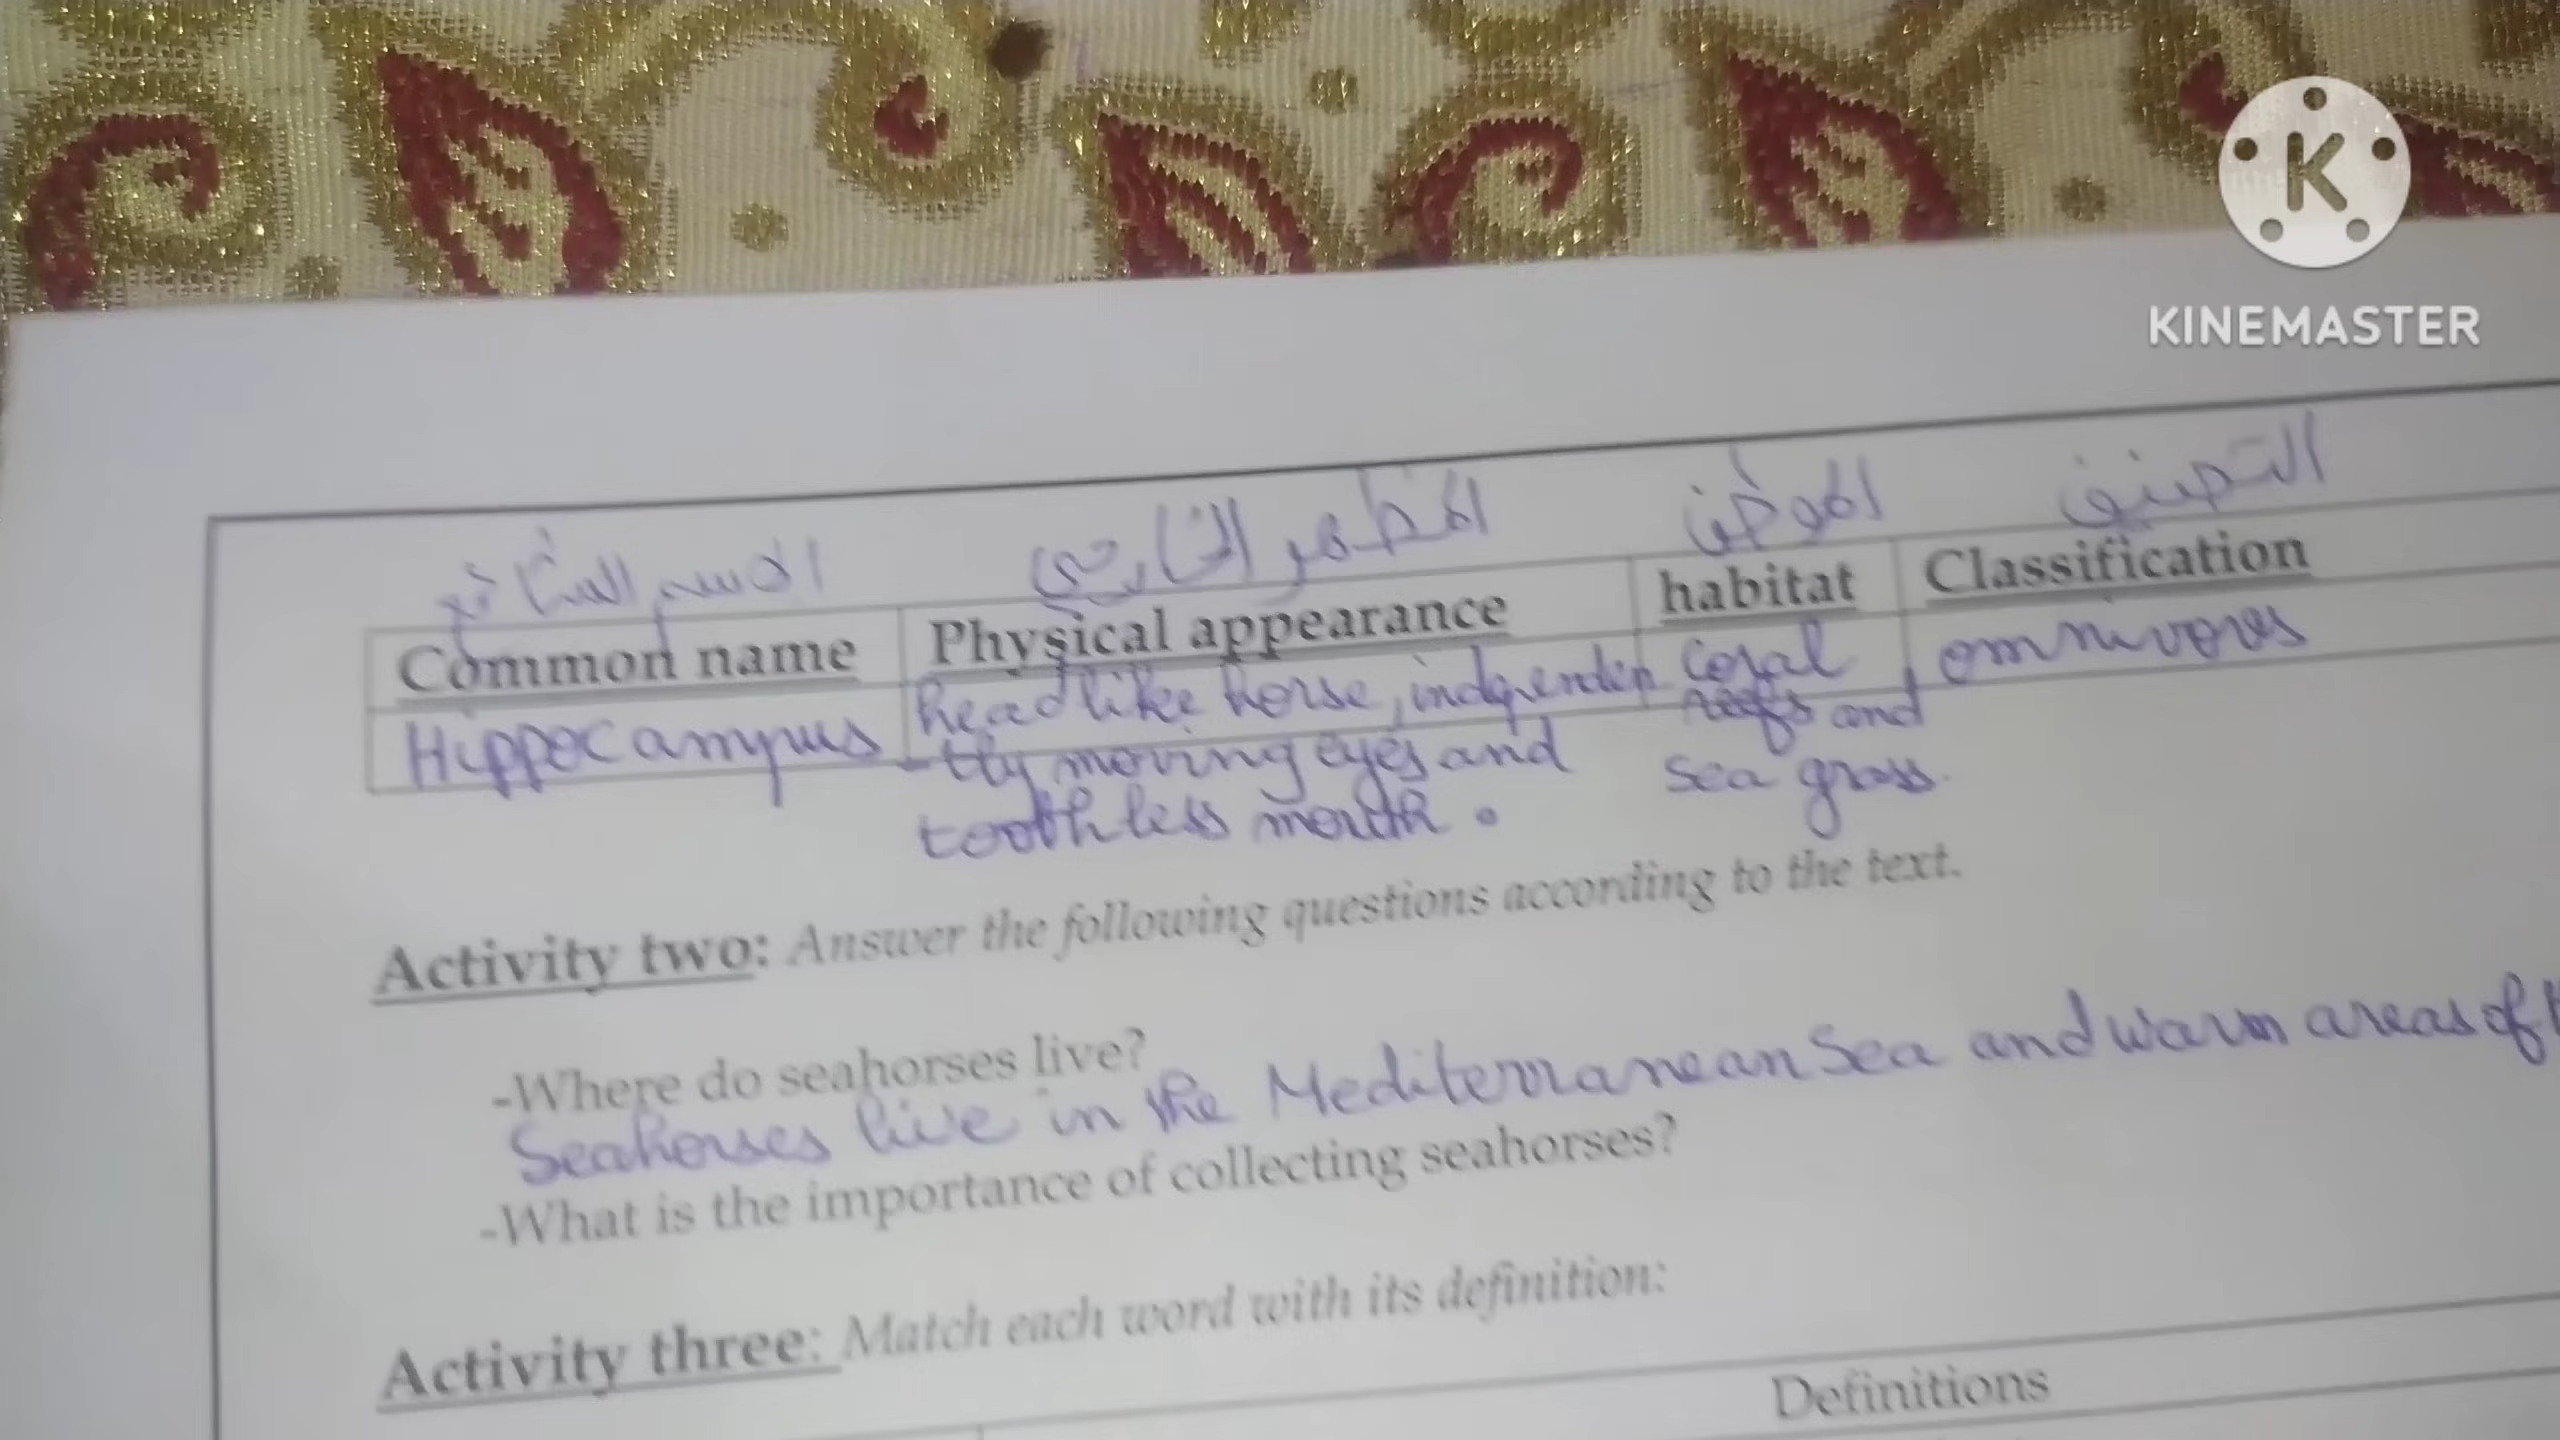 K
KINEMASTER
الاسم الشائع المظهر الخارجي الموطن التصنيف
Common name Physical appearance habitat Classification
Hippocampus head like horse, independen coral omnivores
-tly moving eyes and reefs and
toothless mouth. sea grass.
Activity two: Answer the following questions according to the text.
-Where do seahorses live?
Seahorses live in the Mediterranean Sea and warm areas of
-What is the importance of collecting seahorses?
Activity three: Match each word with its definition:
Definitions